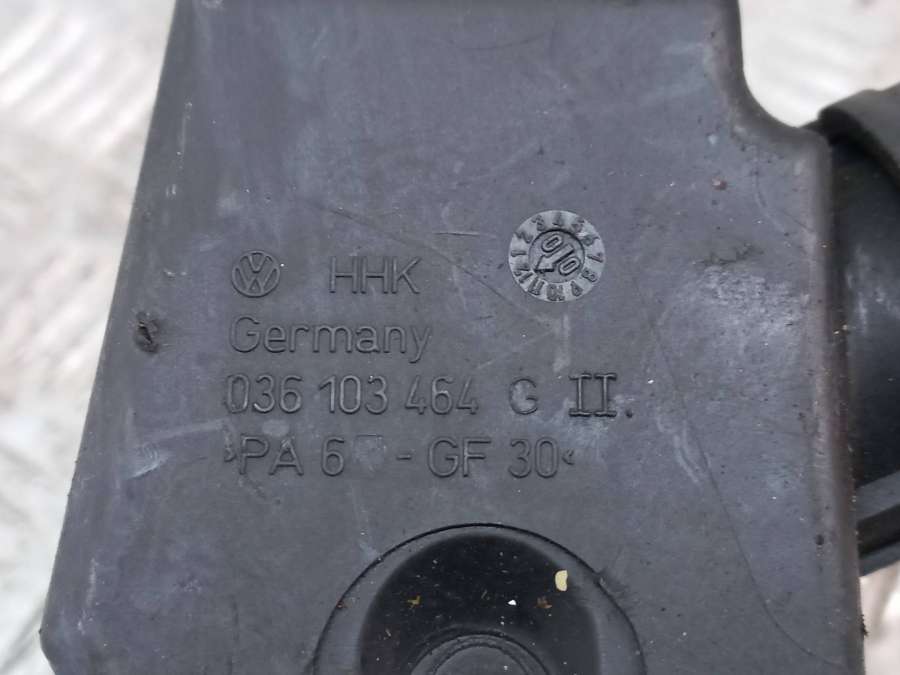 HHK
Germany
036 103 464 G II.
>PA 6 - GF 30<